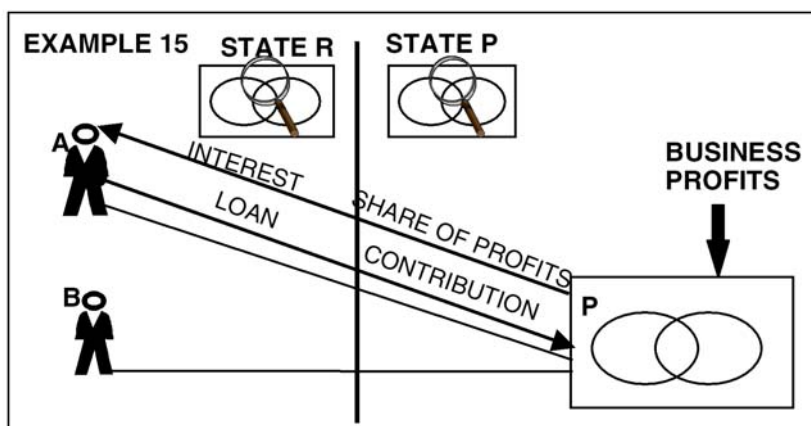 EXAMPLE 15
STATE R
STATE P
A
INTEREST
SHARE OF PROFITS
LOAN
CONTRIBUTION
BUSINESS
PROFITS
B
P